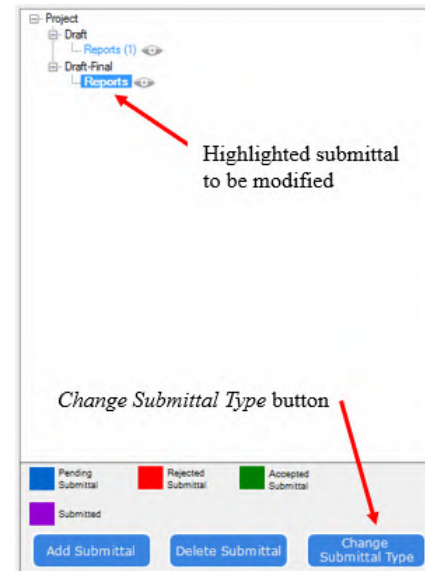 Project
Draft
Reports (1)
Draft-Final
Reports
Highlighted submittal
to be modified
Change Submittal Type button
Pending
Submittal
Rejected
Submittal
Accepted
Submittal
Submitted
Add Submittal
Delete Submittal
Change
Submittal Type